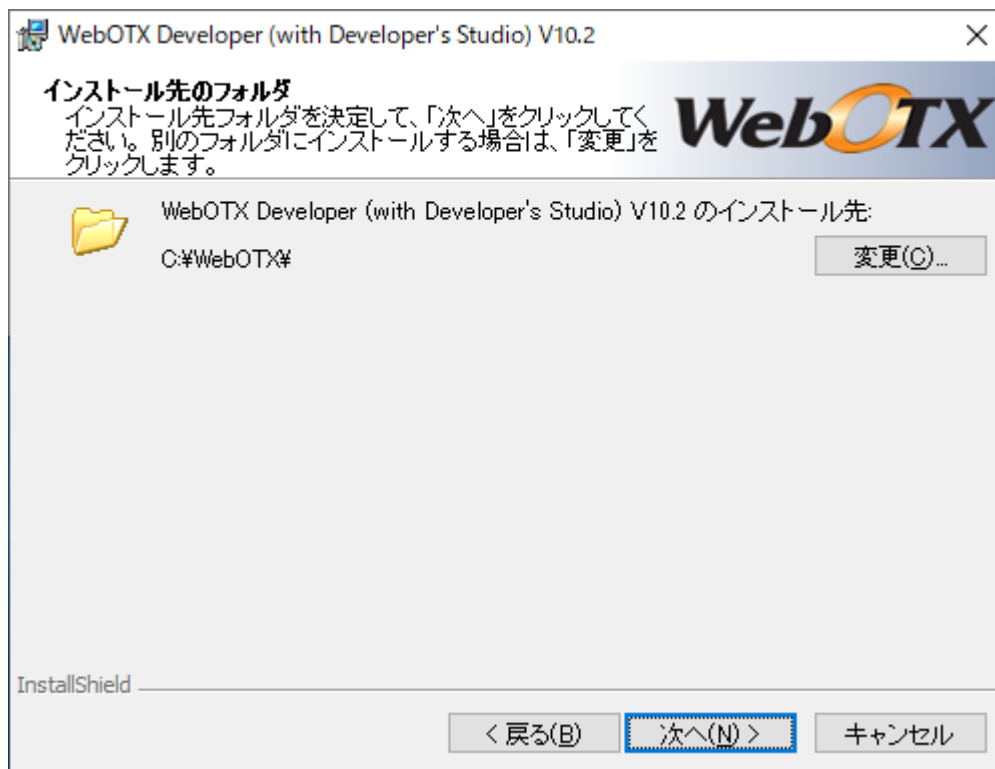 WebOTX Developer (with Developer's Studio) V10.2
インストール先のフォルダ
インストール先フォルダを決定して、「次へ」をクリックしてく
ださい。別のフォルダにインストールする場合は、「変更」を
クリックします。
WebOTX
WebOTX Developer (with Developer's Studio) V10.2 のインストール先:
C:¥WebOTX¥
変更(C)...
InstallShield
< 戻る(B)
次へ(N) >
キャンセル